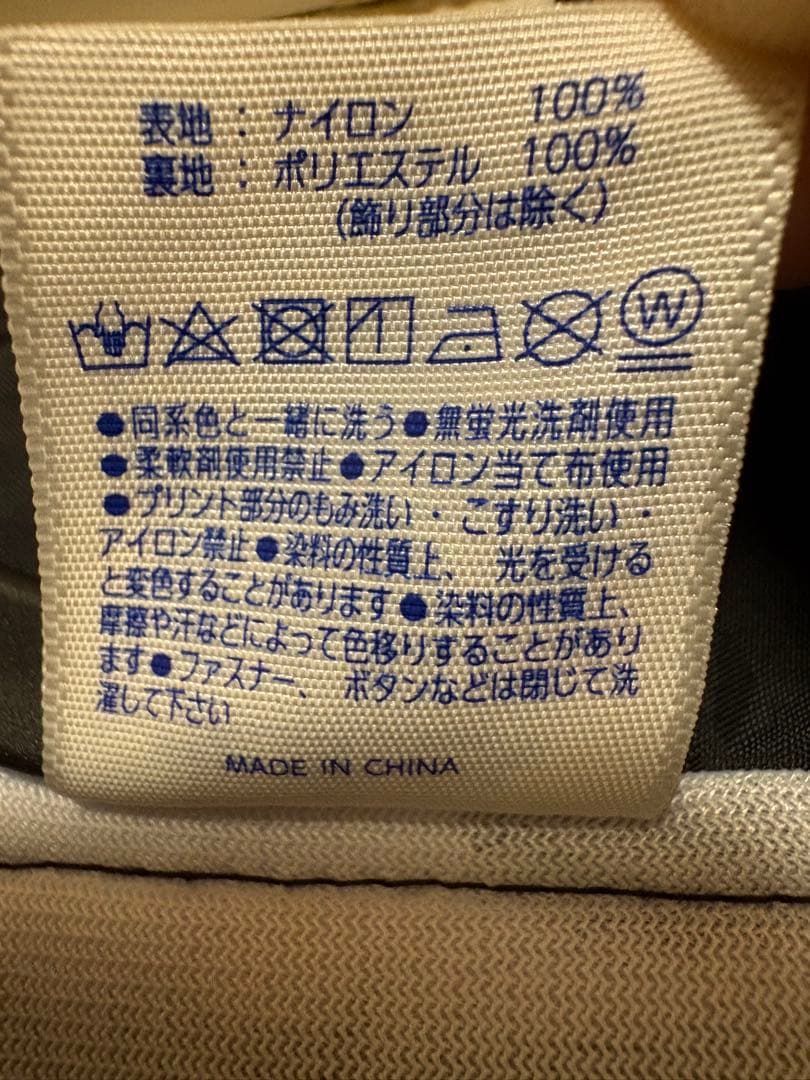 表地：ナイロン 100%
裏地：ポリエステル 100%
(飾り部分は除く)
W
●同系色と一緒に洗う●無蛍光洗剤使用
●柔軟剤使用禁止●アイロン当て布使用
●プリント部分のもみ洗い・こすり洗い・
アイロン禁止●染料の性質上、光を受ける
と変色することがあります●染料の性質上、
摩擦や汗などによって色移りすることがあり
ます●ファスナー、ボタンなどは閉じて洗
濯して下さい
MADE IN CHINA